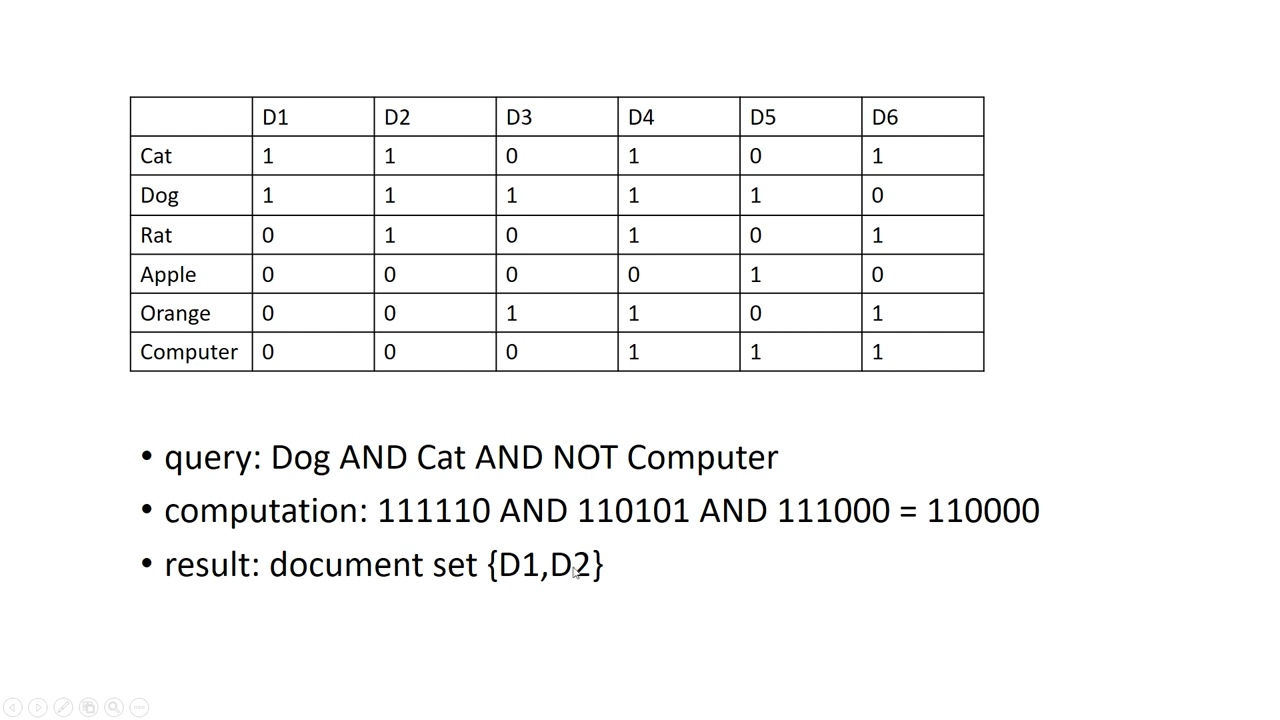 D1 D2 D3 D4 D5 D6
Cat 1 1 0 1 0 1
Dog 1 1 1 1 1 0
Rat 0 1 0 1 0 1
Apple 0 0 0 0 1 0
Orange 0 0 1 1 0 1
Computer 0 0 0 1 1 1
• query: Dog AND Cat AND NOT Computer
• computation: 111110 AND 110101 AND 111000 = 110000
• result: document set {D1,D2}